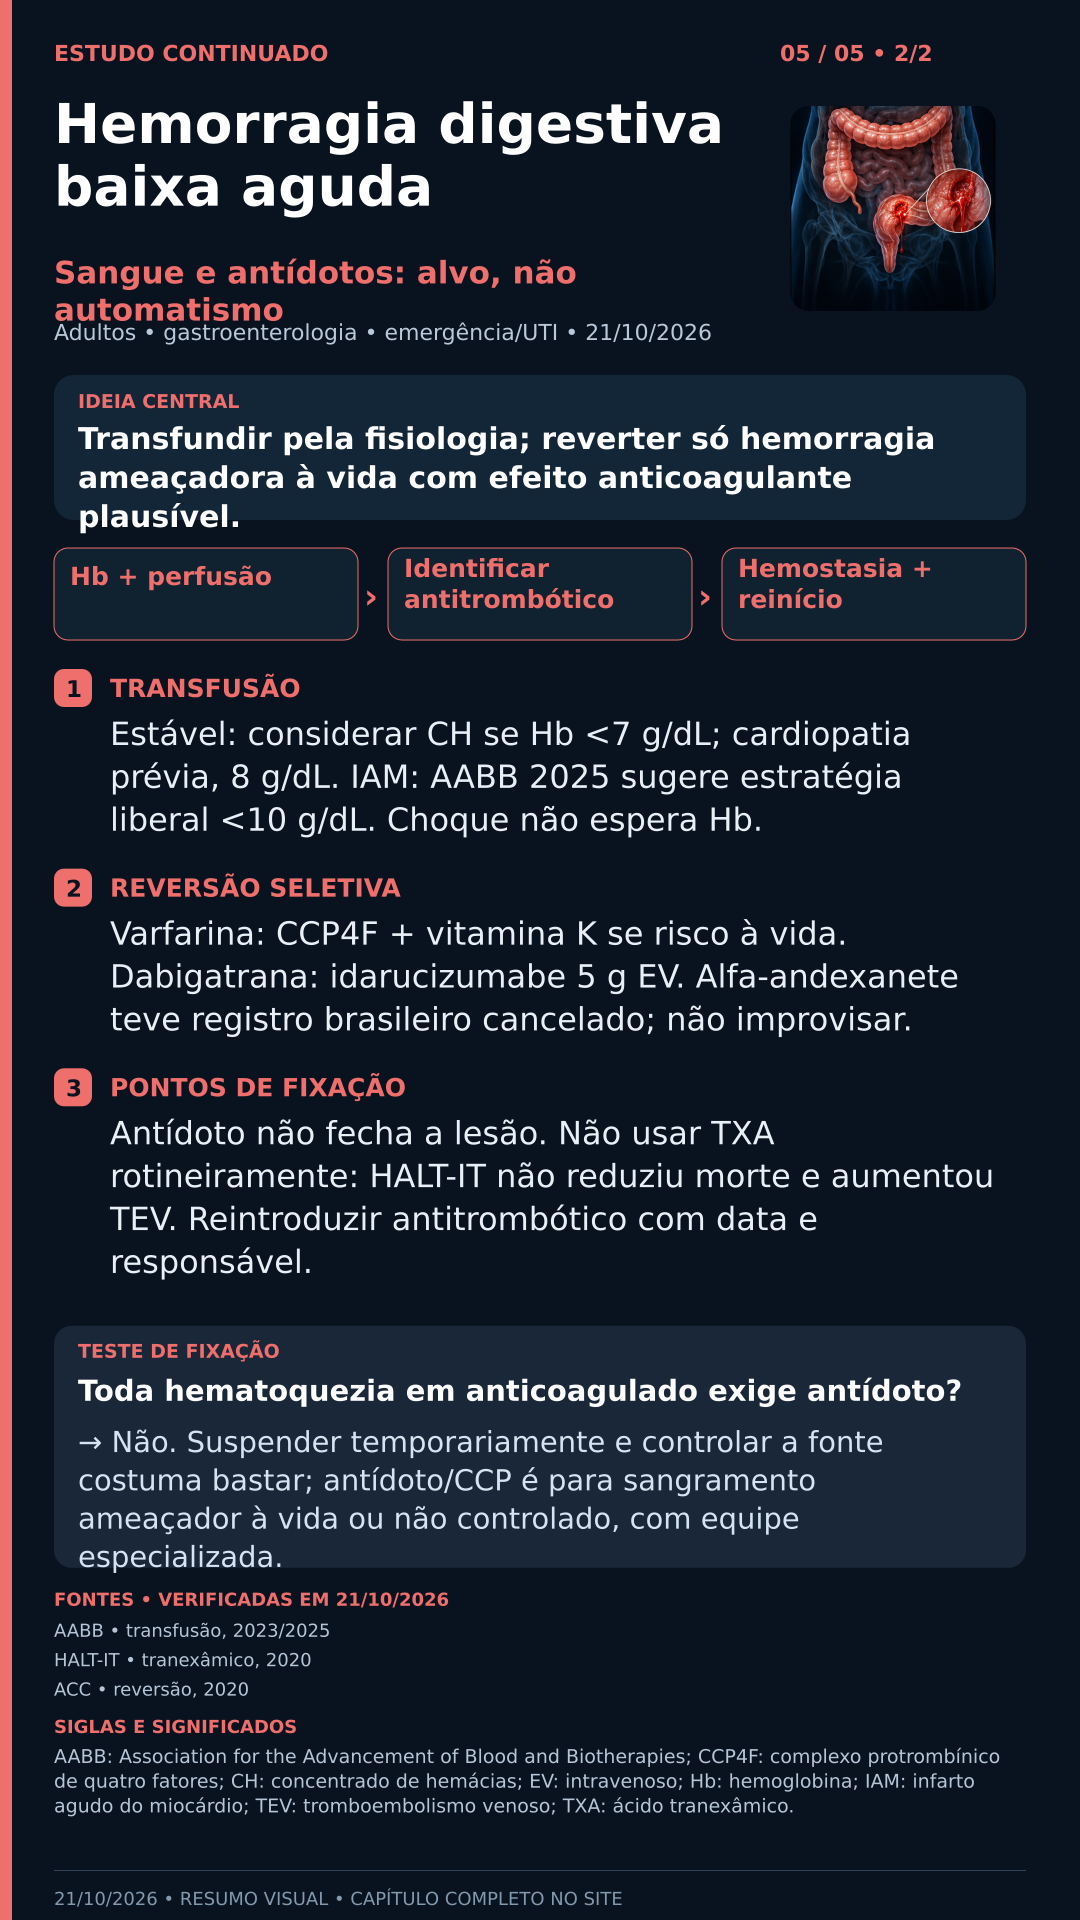 ESTUDO CONTINUADO
05 / 05 • 2/2
Hemorragia digestiva
baixa aguda
Sangue e antídotos: alvo, não
automatismo
Adultos • gastroenterologia • emergência/UTI • 21/10/2026
IDEIA CENTRAL
Transfundir pela fisiologia; reverter só hemorragia
ameaçadora à vida com efeito anticoagulante
plausível.
Hb + perfusão
›
Identificar
antitrombótico
›
Hemostasia +
reinício
1 TRANSFUSÃO
Estável: considerar CH se Hb <7 g/dL; cardiopatia
prévia, 8 g/dL. IAM: AABB 2025 sugere estratégia
liberal <10 g/dL. Choque não espera Hb.
2 REVERSÃO SELETIVA
Varfarina: CCP4F + vitamina K se risco à vida.
Dabigatrana: idarucizumabe 5 g EV. Alfa-andexanete
teve registro brasileiro cancelado; não improvisar.
3 PONTOS DE FIXAÇÃO
Antídoto não fecha a lesão. Não usar TXA
rotineiramente: HALT-IT não reduziu morte e aumentou
TEV. Reintroduzir antitrombótico com data e
responsável.
TESTE DE FIXAÇÃO
Toda hematoquezia em anticoagulado exige antídoto?
→ Não. Suspender temporariamente e controlar a fonte
costuma bastar; antídoto/CCP é para sangramento
ameaçador à vida ou não controlado, com equipe
especializada.
FONTES • VERIFICADAS EM 21/10/2026
AABB • transfusão, 2023/2025
HALT-IT • tranexâmico, 2020
ACC • reversão, 2020
SIGLAS E SIGNIFICADOS
AABB: Association for the Advancement of Blood and Biotherapies; CCP4F: complexo protrombínico
de quatro fatores; CH: concentrado de hemácias; EV: intravenoso; Hb: hemoglobina; IAM: infarto
agudo do miocárdio; TEV: tromboembolismo venoso; TXA: ácido tranexâmico.
21/10/2026 • RESUMO VISUAL • CAPÍTULO COMPLETO NO SITE